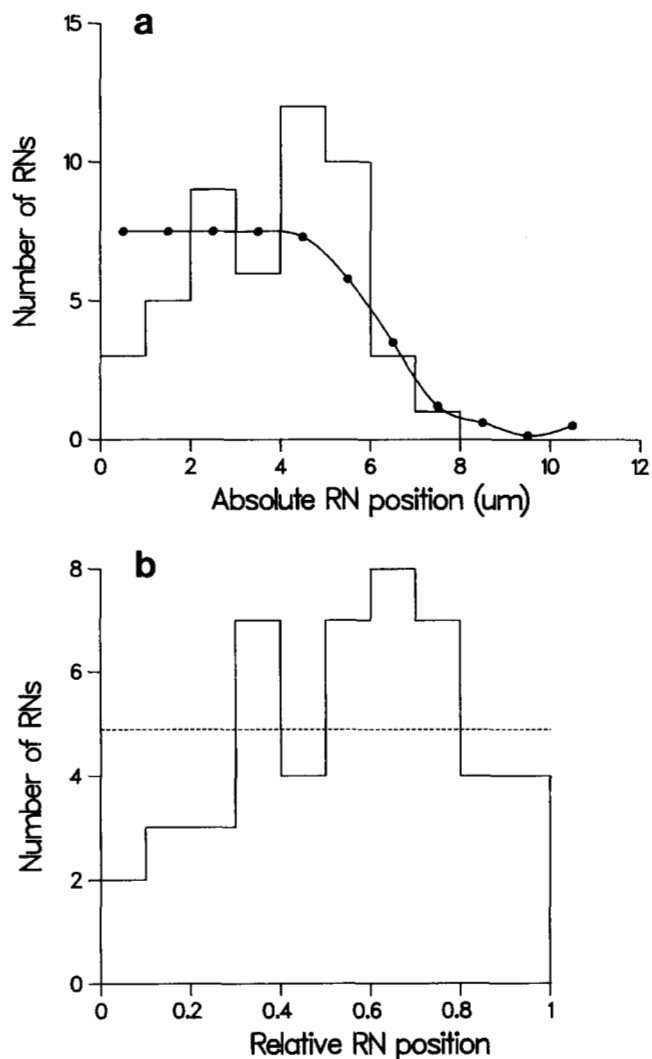 a
15
10
5
0
Number of RNs
0 2 4 6 8 10 12
Absolute RN position (um)
b
8
6
4
2
0
Number of RNs
0 0.2 0.4 0.6 0.8 1
Relative RN position